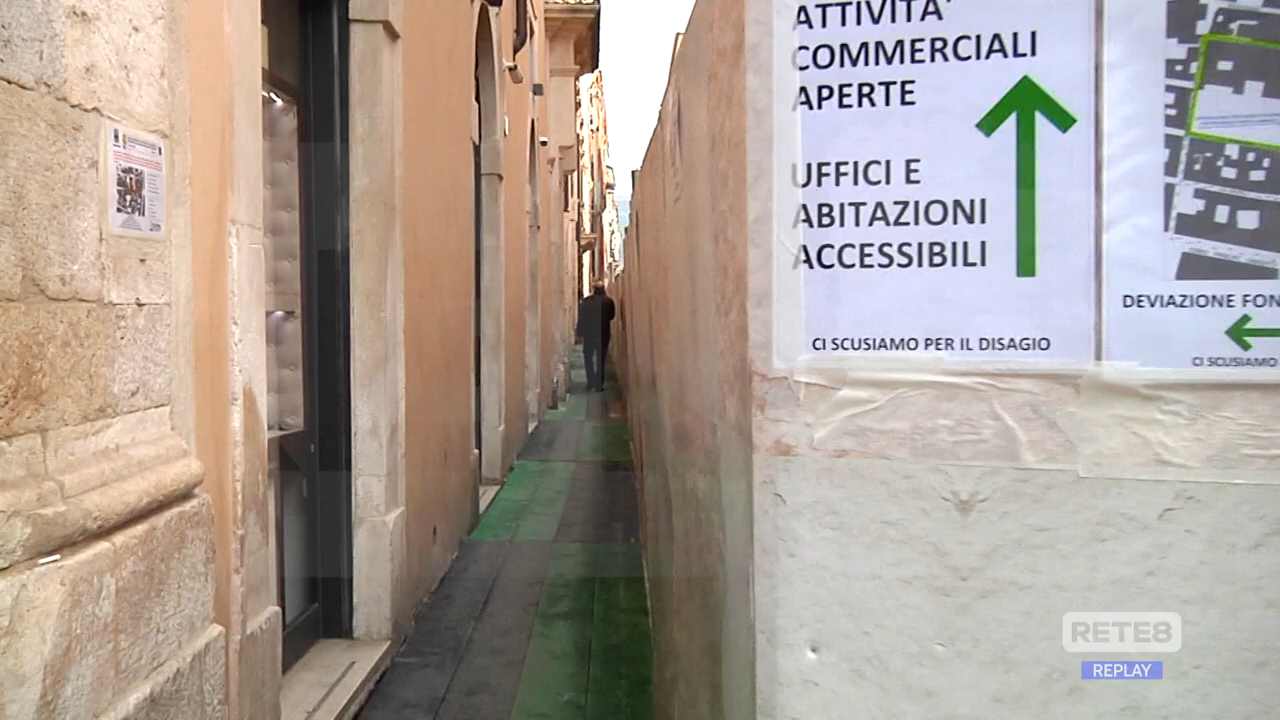 ATTIVITA'
COMMERCIALI
APERTE
UFFICI E
ABITAZIONI
ACCESSIBILI
CI SCUSIAMO PER IL DISAGIO
DEVIAZIONE FON
CI SCUSIAMO
RETE8
REPLAY